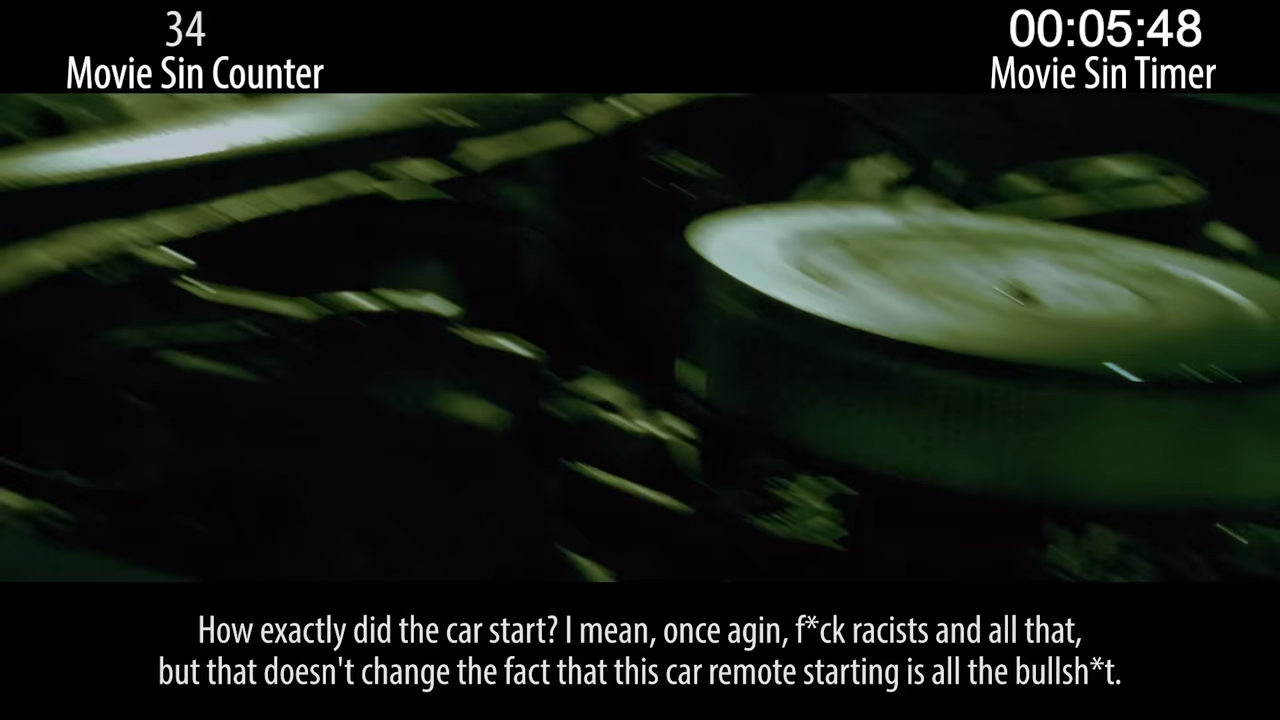 34
Movie Sin Counter
00:05:48
Movie Sin Timer
How exactly did the car start? I mean, once agin, f*ck racists and all that,
but that doesn't change the fact that this car remote starting is all the bullsh*t.